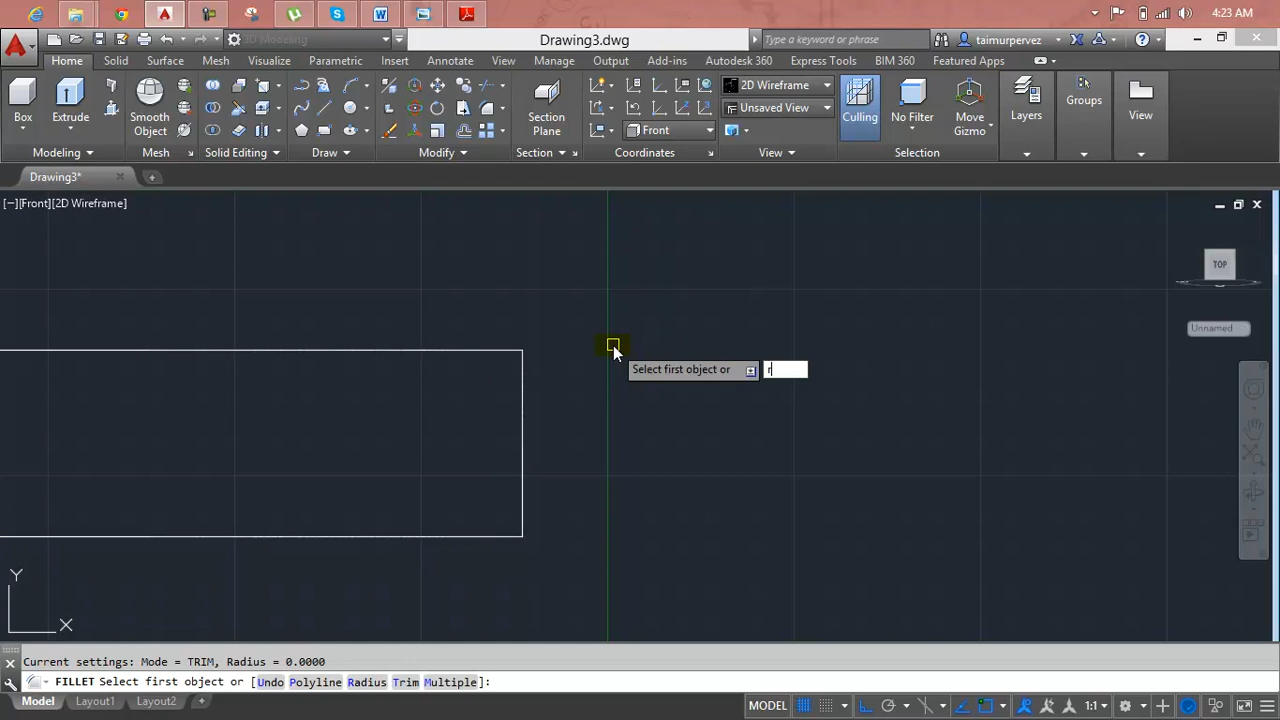 4:23 AM
3D Modeling
Drawing3.dwg
Type a keyword or phrase
taimurpervez
Home Solid Surface Mesh Visualize Parametric Insert Annotate View Manage Output Add-ins Autodesk 360 Express Tools BIM 360 Featured Apps
2D Wireframe
Unsaved View
Front
Box Extrude Smooth Object Section Plane Culling No Filter Move Gizmo Layers Groups View
Modeling Mesh Solid Editing Draw Modify Section Coordinates View Selection
Drawing3*
[−][Front][2D Wireframe]
TOP
Unnamed
Select first object or r
Y
X
Current settings: Mode = TRIM, Radius = 0.0000
FILLET Select first object or [Undo Polyline Radius Trim Multiple]:
Model Layout1 Layout2 + MODEL 1:1